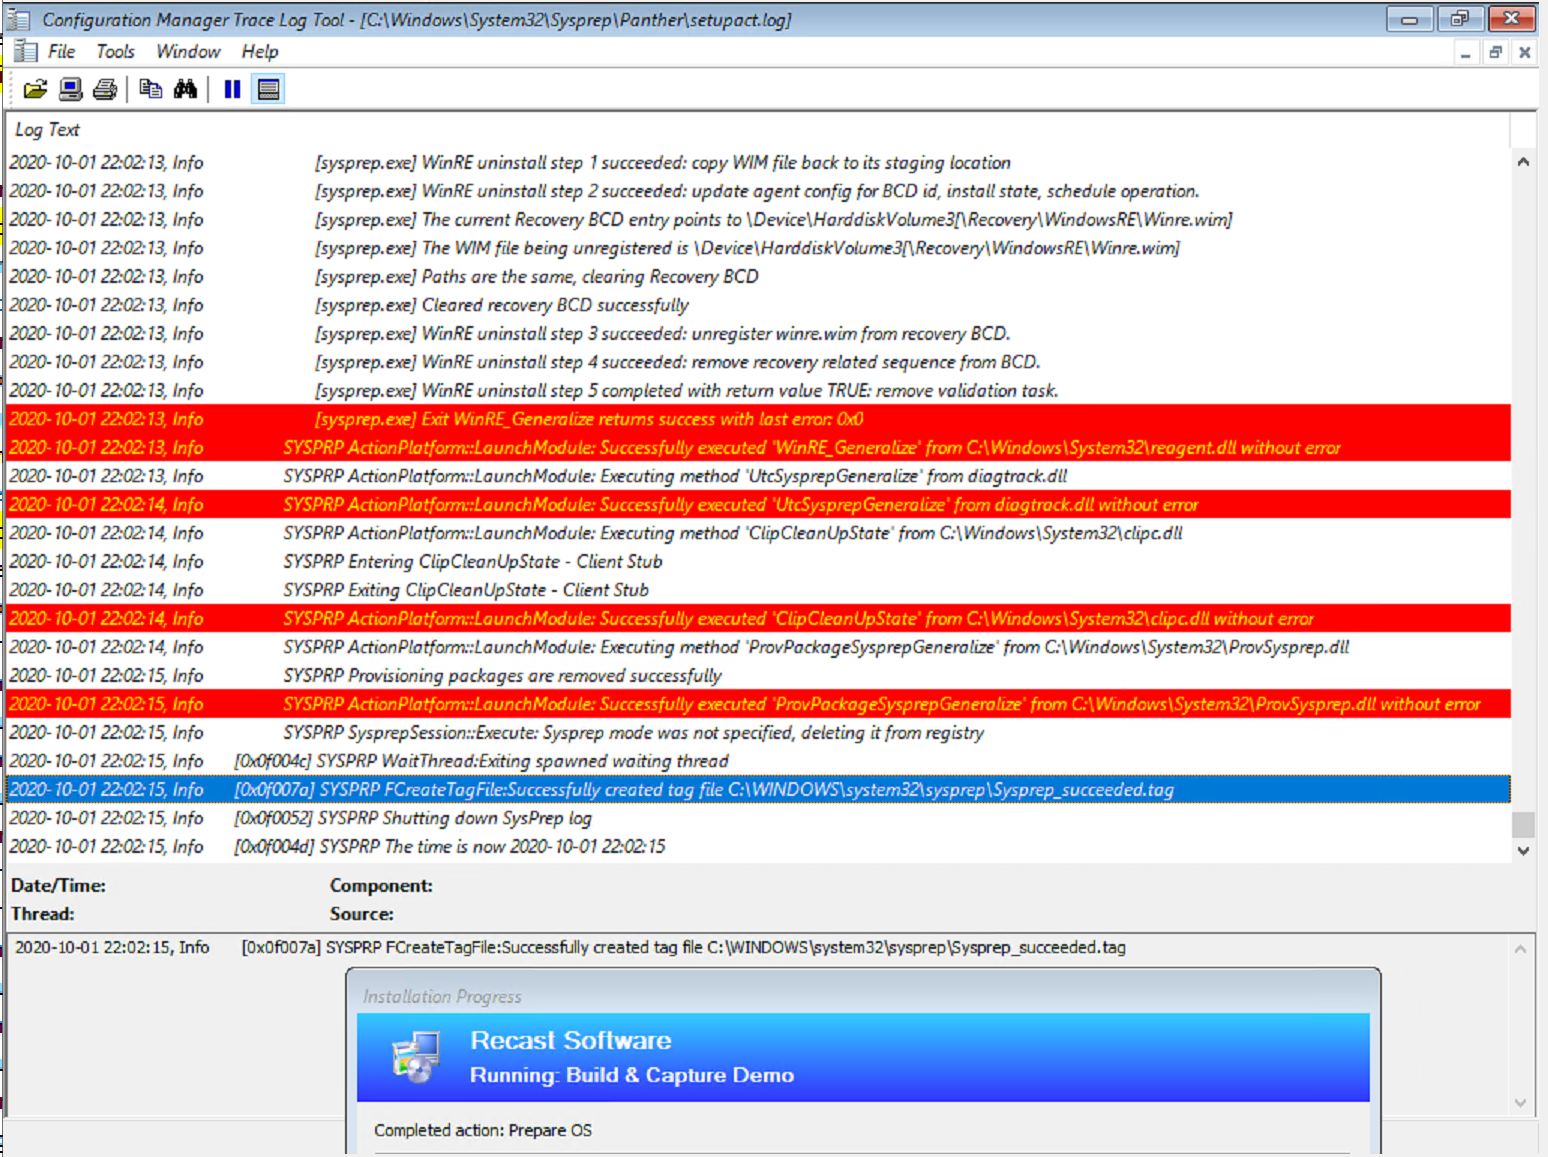 Configuration Manager Trace Log Tool - [C:\Windows\System32\Sysprep\Panther\setupact.log]
File Tools Window Help
Log Text
2020-10-01 22:02:13, Info [sysprep.exe] WinRE uninstall step 1 succeeded: copy WIM file back to its staging location
2020-10-01 22:02:13, Info [sysprep.exe] WinRE uninstall step 2 succeeded: update agent config for BCD id, install state, schedule operation.
2020-10-01 22:02:13, Info [sysprep.exe] The current Recovery BCD entry points to \Device\HarddiskVolume3[\Recovery\WindowsRE\Winre.wim]
2020-10-01 22:02:13, Info [sysprep.exe] The WIM file being unregistered is \Device\HarddiskVolume3[\Recovery\WindowsRE\Winre.wim]
2020-10-01 22:02:13, Info [sysprep.exe] Paths are the same, clearing Recovery BCD
2020-10-01 22:02:13, Info [sysprep.exe] Cleared recovery BCD successfully
2020-10-01 22:02:13, Info [sysprep.exe] WinRE uninstall step 3 succeeded: unregister winre.wim from recovery BCD.
2020-10-01 22:02:13, Info [sysprep.exe] WinRE uninstall step 4 succeeded: remove recovery related sequence from BCD.
2020-10-01 22:02:13, Info [sysprep.exe] WinRE uninstall step 5 completed with return value TRUE: remove validation task.
2020-10-01 22:02:13, Info [sysprep.exe] Exit WinRE_Generalize returns success with last error: 0x0
2020-10-01 22:02:13, Info SYSPRP ActionPlatform::LaunchModule: Successfully executed 'WinRE_Generalize' from C:\Windows\System32\reagent.dll without error
2020-10-01 22:02:13, Info SYSPRP ActionPlatform::LaunchModule: Executing method 'UtcSysprepGeneralize' from diagtrack.dll
2020-10-01 22:02:14, Info SYSPRP ActionPlatform::LaunchModule: Successfully executed 'UtcSysprepGeneralize' from diagtrack.dll without error
2020-10-01 22:02:14, Info SYSPRP ActionPlatform::LaunchModule: Executing method 'ClipCleanUpState' from C:\Windows\System32\clipc.dll
2020-10-01 22:02:14, Info SYSPRP Entering ClipCleanUpState - Client Stub
2020-10-01 22:02:14, Info SYSPRP Exiting ClipCleanUpState - Client Stub
2020-10-01 22:02:14, Info SYSPRP ActionPlatform::LaunchModule: Successfully executed 'ClipCleanUpState' from C:\Windows\System32\clipc.dll without error
2020-10-01 22:02:14, Info SYSPRP ActionPlatform::LaunchModule: Executing method 'ProvPackageSysprepGeneralize' from C:\Windows\System32\ProvSysprep.dll
2020-10-01 22:02:15, Info SYSPRP Provisioning packages are removed successfully
2020-10-01 22:02:15, Info SYSPRP ActionPlatform::LaunchModule: Successfully executed 'ProvPackageSysprepGeneralize' from C:\Windows\System32\ProvSysprep.dll without error
2020-10-01 22:02:15, Info SYSPRP SysprepSession::Execute: Sysprep mode was not specified, deleting it from registry
2020-10-01 22:02:15, Info [0x0f004c] SYSPRP WaitThread:Exiting spawned waiting thread
2020-10-01 22:02:15, Info [0x0f007a] SYSPRP FCreateTagFile:Successfully created tag file C:\WINDOWS\system32\sysprep\Sysprep_succeeded.tag
2020-10-01 22:02:15, Info [0x0f0052] SYSPRP Shutting down SysPrep log
2020-10-01 22:02:15, Info [0x0f004d] SYSPRP The time is now 2020-10-01 22:02:15
Date/Time: Component:
Thread: Source:
2020-10-01 22:02:15, Info [0x0f007a] SYSPRP FCreateTagFile:Successfully created tag file C:\WINDOWS\system32\sysprep\Sysprep_succeeded.tag
Installation Progress
Recast Software
Running: Build & Capture Demo
Completed action: Prepare OS